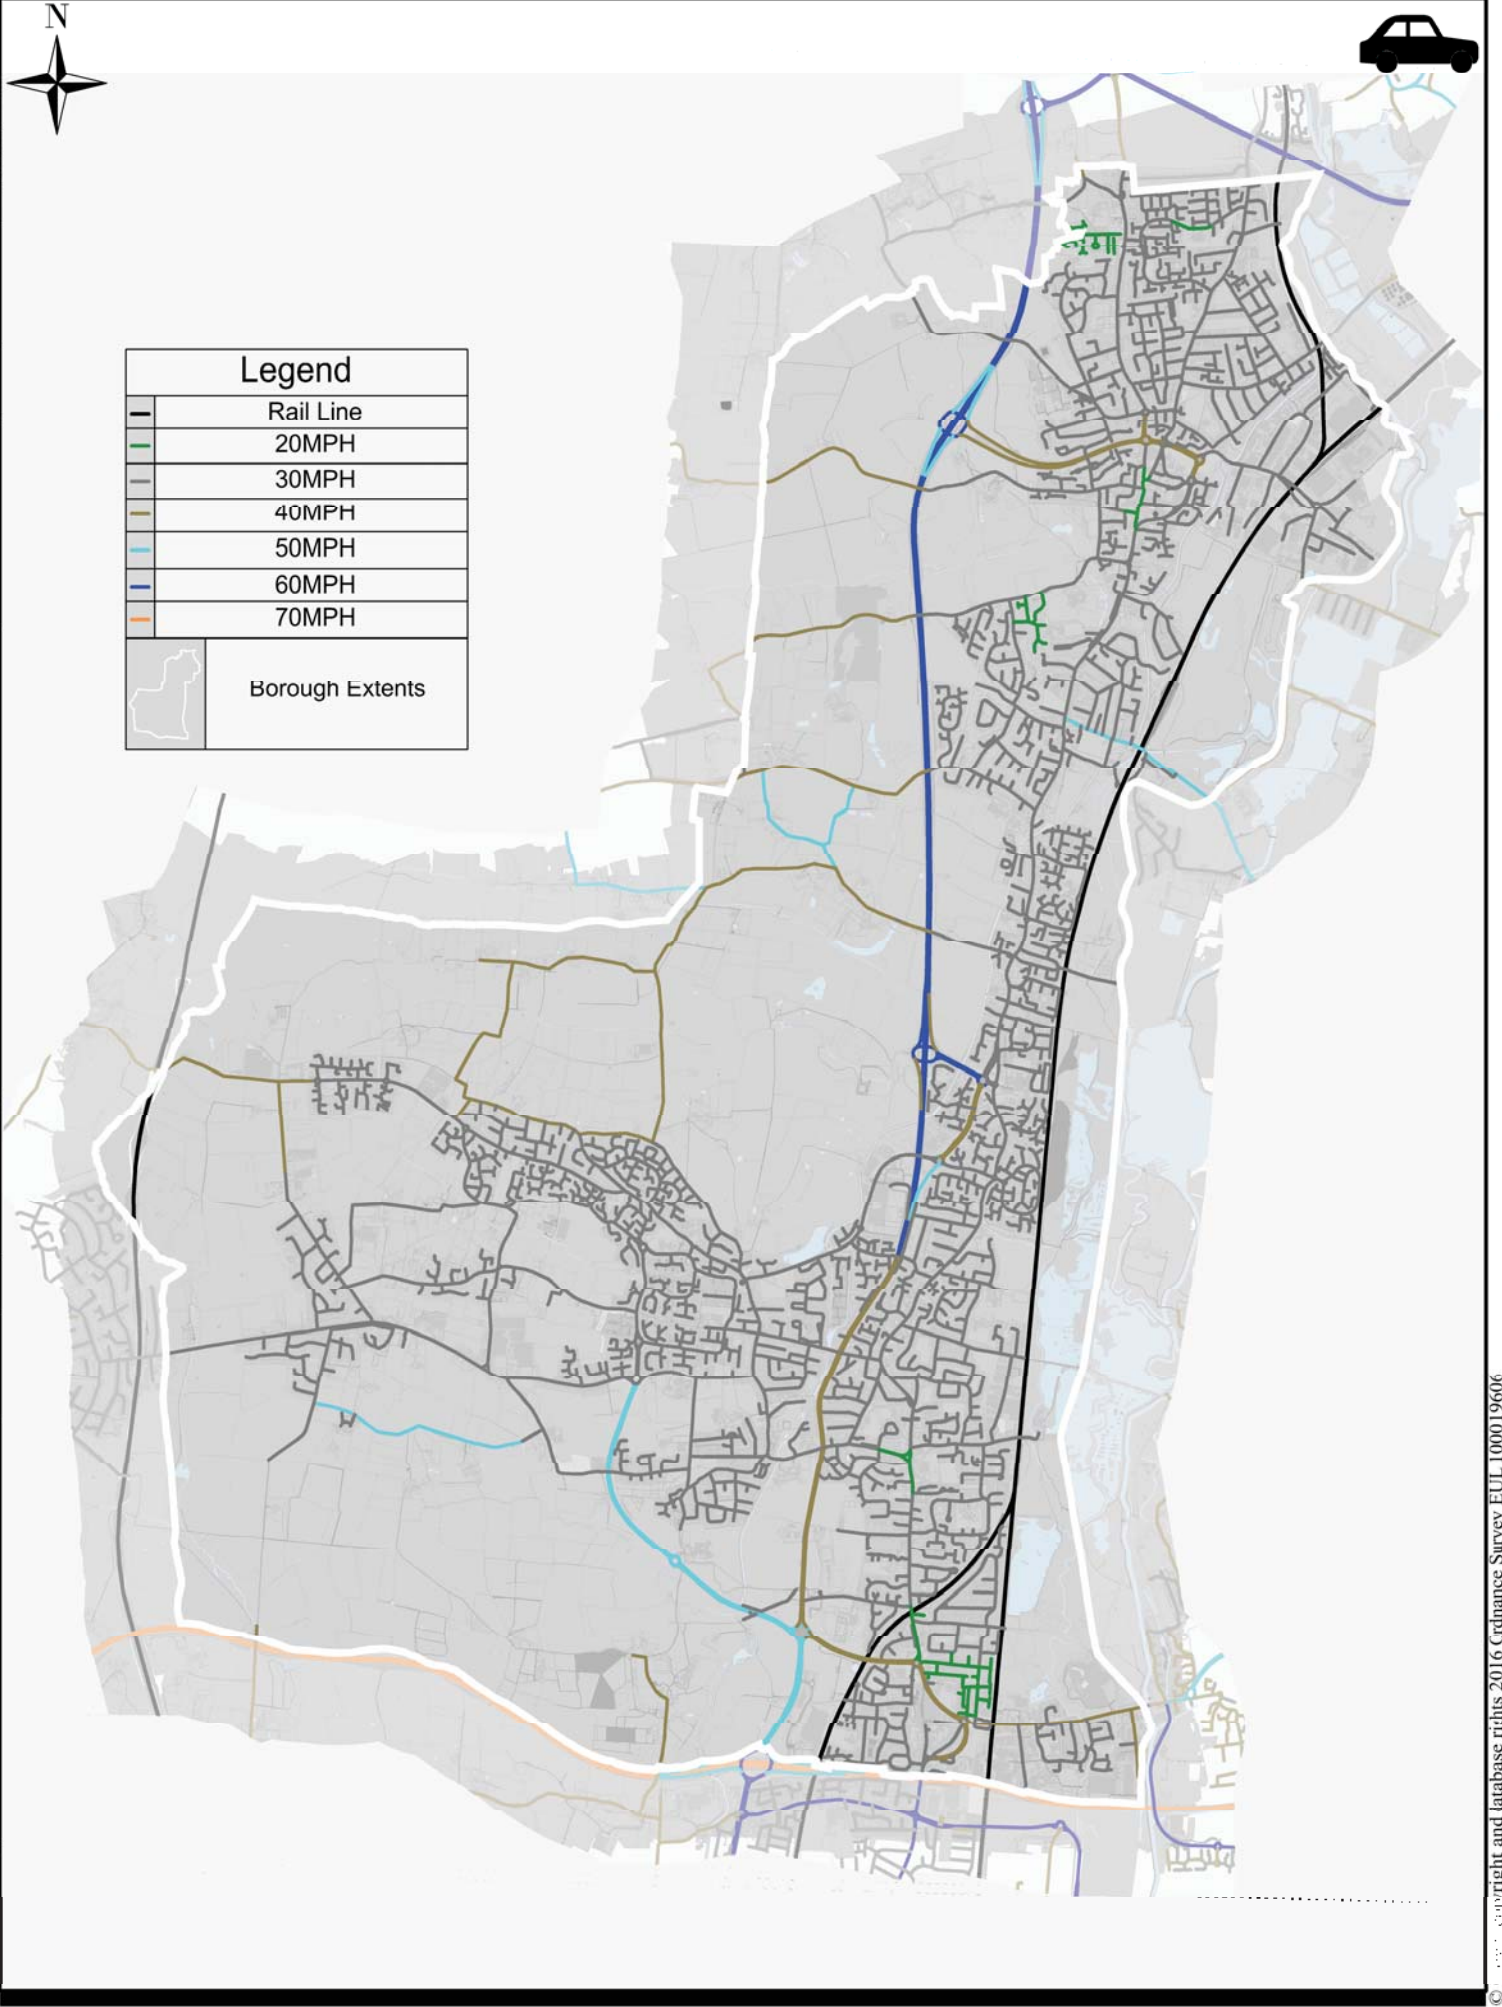 N
Legend
Rail Line
20MPH
30MPH
40MPH
50MPH
60MPH
70MPH
Borough Extents
© and database rights 2016 Ordnance Survey EUL 100019606